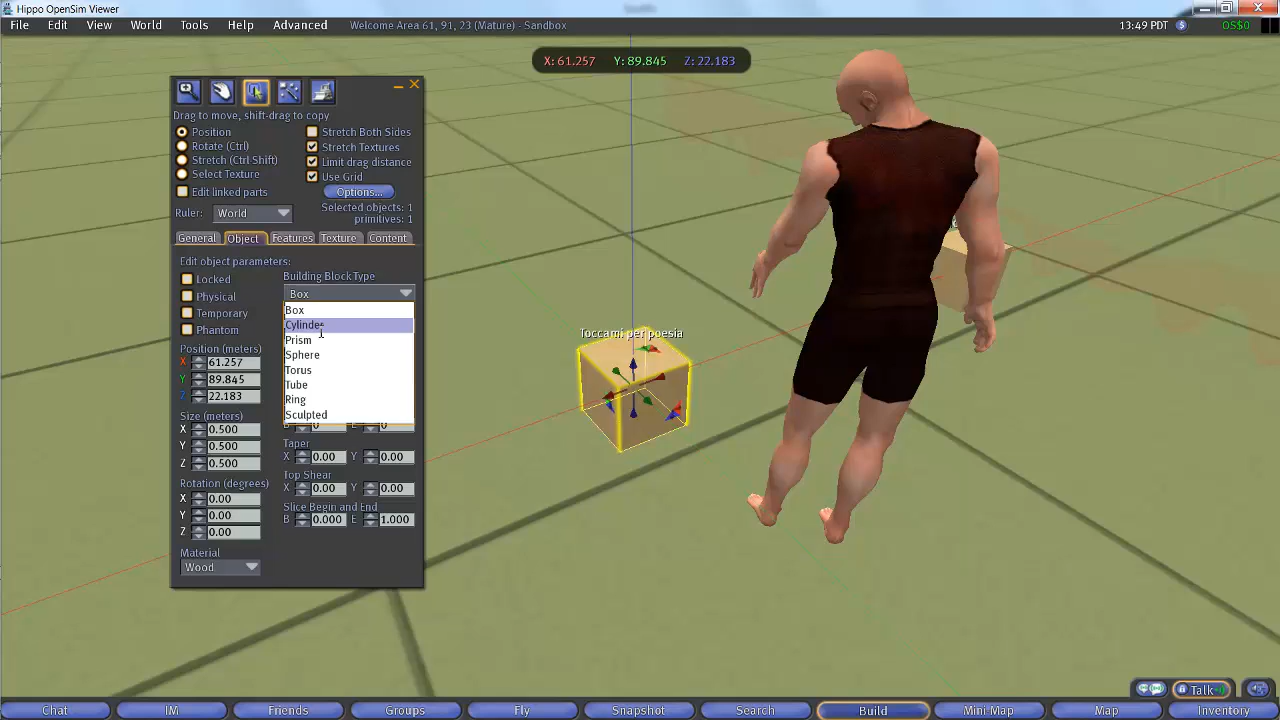 Hippo OpenSim Viewer
File Edit View World Tools Help Advanced Welcome Area 61, 91, 23 (Mature) - Sandbox 13:49 PDT $ OS$0
X: 61.257 Y: 89.845 Z: 22.183
Drag to move, shift-drag to copy
Position
Rotate (Ctrl)
Stretch (Ctrl Shift)
Select Texture
Edit linked parts
Stretch Both Sides
Stretch Textures
Limit drag distance
Use Grid
Options...
Ruler: World
Selected objects: 1
primitives: 1
General Object Features Texture Content
Edit object parameters:
Locked
Physical
Temporary
Phantom
Position (meters)
X 61.257
Y 89.845
Z 22.183
Size (meters)
X 0.500
Y 0.500
Z 0.500
Rotation (degrees)
X 0.00
Y 0.00
Z 0.00
Material
Wood
Building Block Type
Box
Box
Cylinder
Prism
Sphere
Torus
Tube
Ring
Sculpted
B 0 E 0
Taper
X 0.00 Y 0.00
Top Shear
X 0.00 Y 0.00
Slice Begin and End
B 0.000 E 1.000
Toccami per poesia
Talk
Chat IM Friends Groups Fly Snapshot Search Build Mini-Map Map Inventory